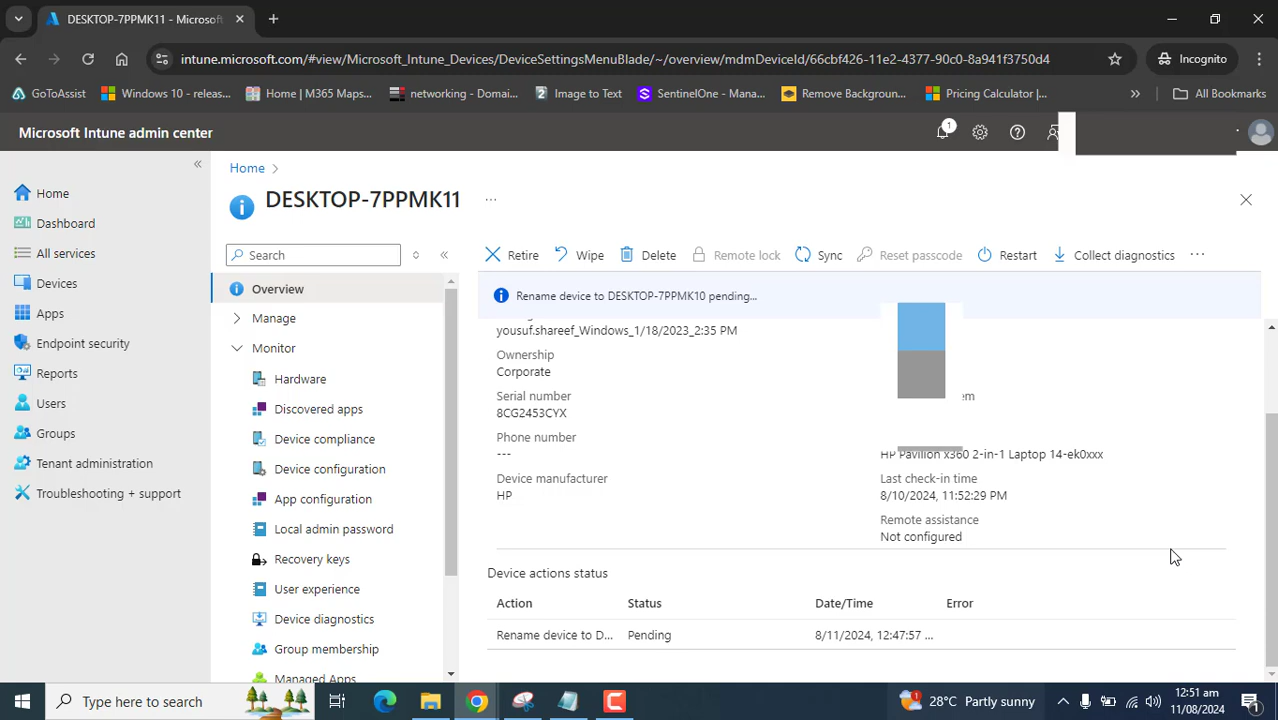 DESKTOP-7PPMK11 - Microsof
intune.microsoft.com/#view/Microsoft_Intune_Devices/DeviceSettingsMenuBlade/~/overview/mdmDeviceId/66cbf426-11e2-4377-90c0-8a941f3750d4
Incognito
GoToAssist
Windows 10 - releas...
Home | M365 Maps...
networking - Domai...
Image to Text
SentinelOne - Mana...
Remove Backgroun...
Pricing Calculator |...
All Bookmarks
Microsoft Intune admin center
1
Home
DESKTOP-7PPMK11
Home
Dashboard
All services
Devices
Apps
Endpoint security
Reports
Users
Groups
Tenant administration
Troubleshooting + support
Search
Overview
Manage
Monitor
Hardware
Discovered apps
Device compliance
Device configuration
App configuration
Local admin password
Recovery keys
User experience
Device diagnostics
Group membership
Managed Apps
Retire
Wipe
Delete
Remote lock
Sync
Reset passcode
Restart
Collect diagnostics
Rename device to DESKTOP-7PPMK10 pending...
yousuf.shareef_Windows_1/18/2023_2:35 PM
Ownership
Corporate
Serial number
8CG2453CYX
Phone number
---
Device manufacturer
HP
em
HP Pavilion x360 2-in-1 Laptop 14-ek0xxx
Last check-in time
8/10/2024, 11:52:29 PM
Remote assistance
Not configured
Device actions status
Action Status Date/Time Error
Rename device to D... Pending 8/11/2024, 12:47:57 ...
Type here to search
28°C Partly sunny
12:51 am
11/08/2024
1